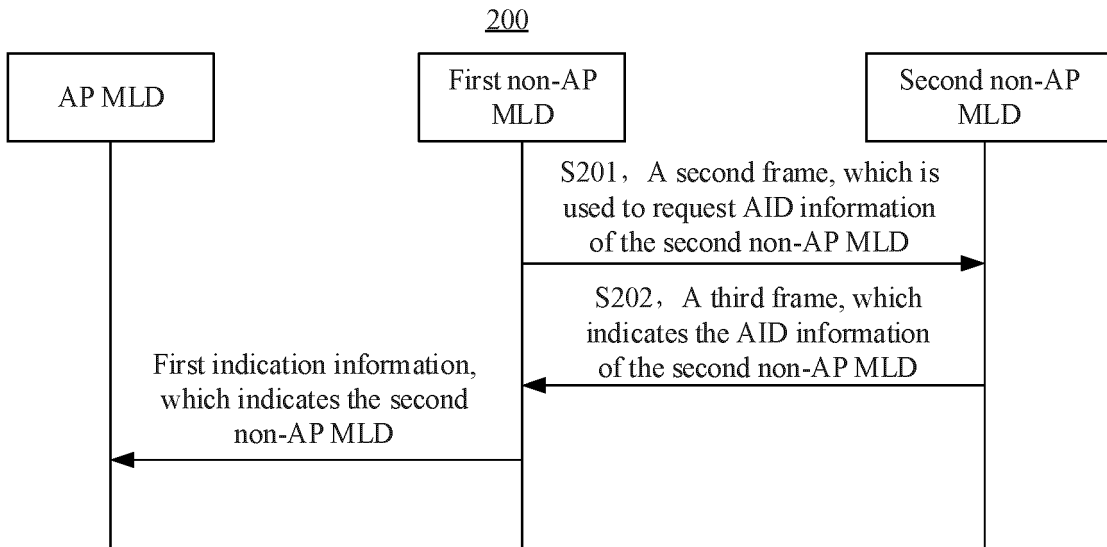 200
AP MLD
First non-AP
MLD
Second non-AP
MLD
S201，A second frame, which is
used to request AID information
of the second non-AP MLD
S202，A third frame, which
indicates the AID information
of the second non-AP MLD
First indication information,
which indicates the second
non-AP MLD